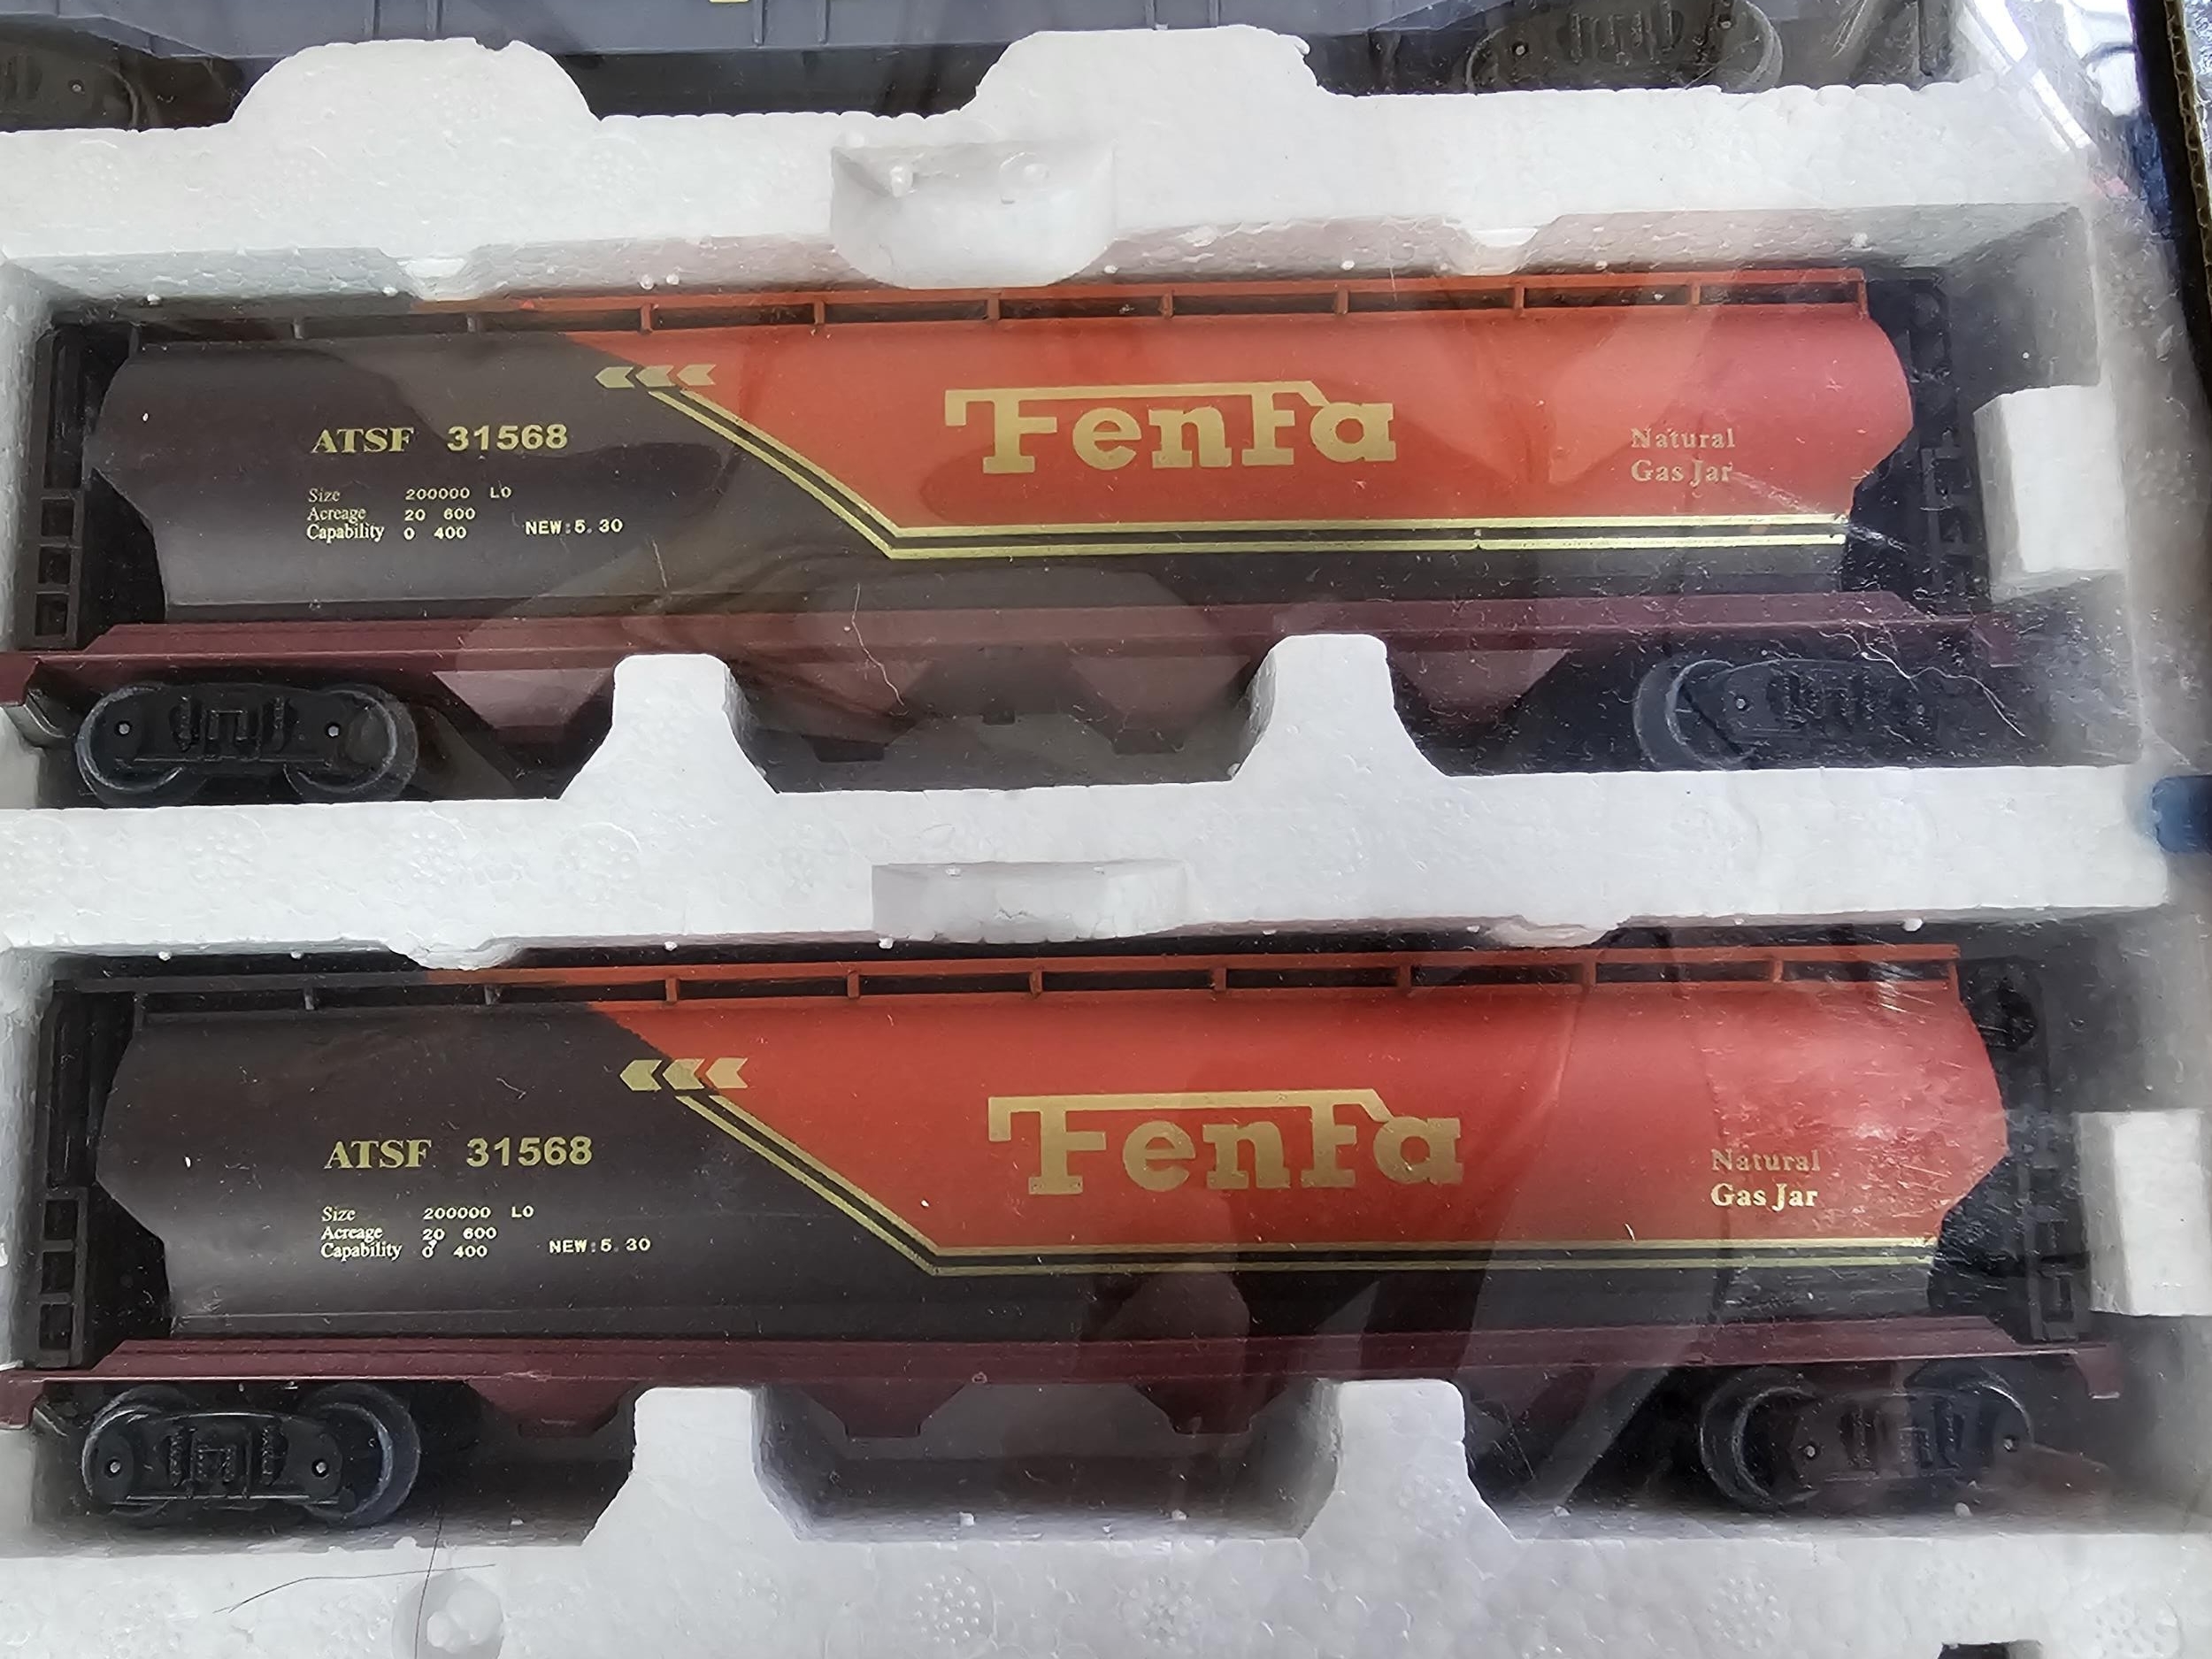 ATSF 31568
Size 200000 LO
Acreage 20 600
Capability 0 400 NEW:5.30
FenFa
Natural
Gas Jar
ATSF 31568
Size 200000 LO
Acreage 20 600
Capability 0 400 NEW:5.30
FenFa
Natural
Gas Jar